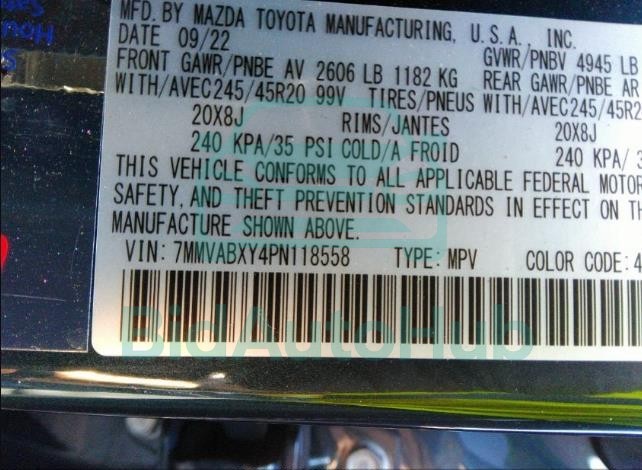 MFD. BY MAZDA TOYOTA MANUFACTURING, U.S.A., INC.
DATE 09/22 GVWR/PNBV 4945 LB
FRONT GAWR/PNBE AV 2606 LB 1182 KG REAR GAWR/PNBE AR
WITH/AVEC245/45R20 99V TIRES/PNEUS WITH/AVEC245/45R2
20X8J RIMS/JANTES 20X8J
240 KPA/35 PSI COLD/A FROID 240 KPA/3
THIS VEHICLE CONFORMS TO ALL APPLICABLE FEDERAL MOTOR
SAFETY, AND THEFT PREVENTION STANDARDS IN EFFECT ON TH
MANUFACTURE SHOWN ABOVE.
VIN: 7MMVABXY4PN118558 TYPE: MPV COLOR CODE:4
BidAutoHub